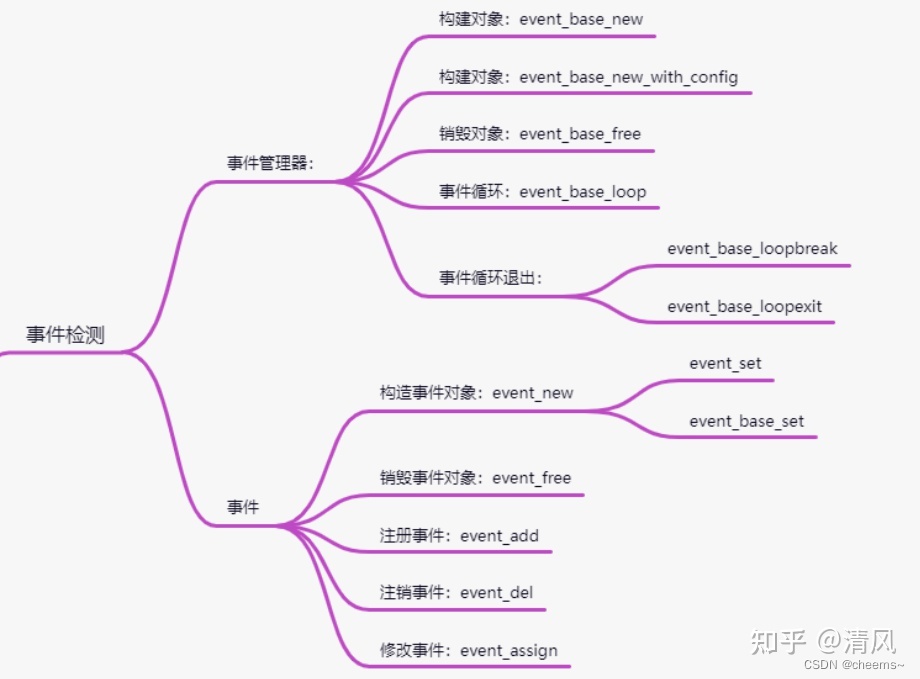 构建对象：event_base_new
构建对象：event_base_new_with_config
销毁对象：event_base_free
事件管理器：
事件循环：event_base_loop
event_base_loopbreak
事件循环退出：
event_base_loopexit
事件检测
event_set
构造事件对象：event_new
event_base_set
销毁事件对象：event_free
事件
注册事件：event_add
注销事件：event_del
修改事件：event_assign
知乎 @清风
CSDN @cheems~